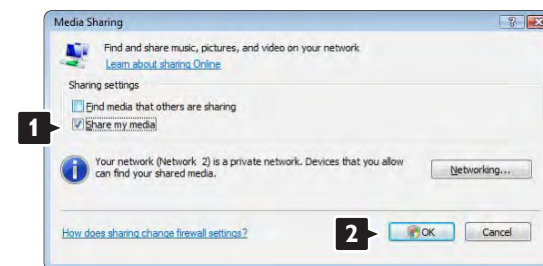 Media Sharing
Find and share music, pictures, and video on your network
Learn about sharing Online
Sharing settings
Find media that others are sharing
1
Share my media
Your network (Network 2) is a private network. Devices that you allow
can find your shared media.
Networking...
How does sharing change firewall settings?
2
OK
Cancel